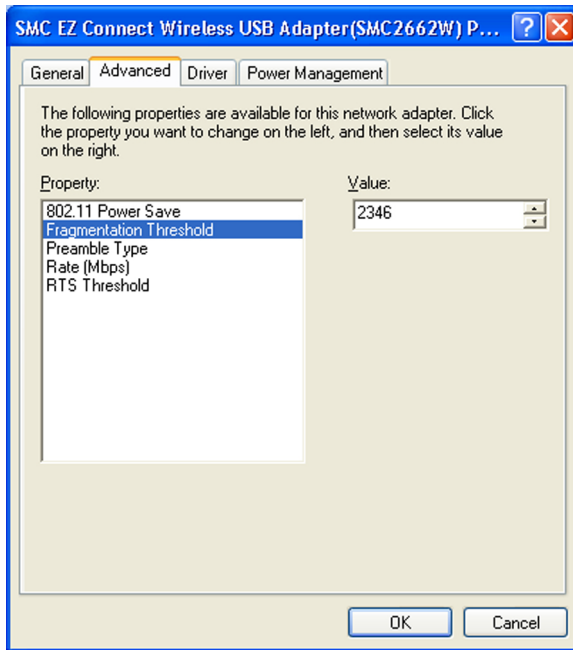 SMC EZ Connect Wireless USB Adapter(SMC2662W) P...
General Advanced Driver Power Management
The following properties are available for this network adapter. Click
the property you want to change on the left, and then select its value
on the right.
Property:
Value:
802.11 Power Save
Fragmentation Threshold
Preamble Type
Rate (Mbps)
RTS Threshold
2346
OK Cancel